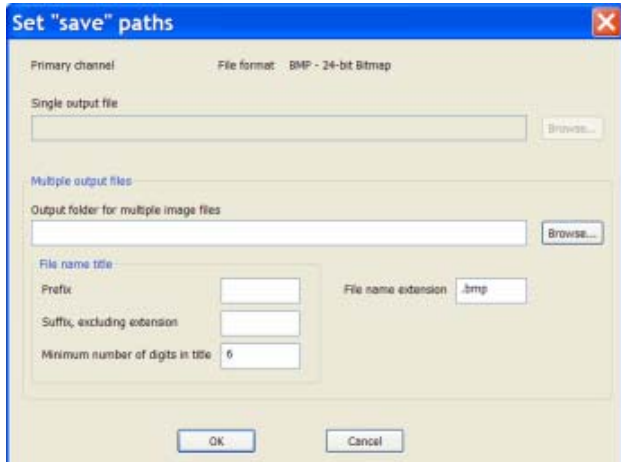 Set "save" paths
Primary channel File format BMP - 24-bit Bitmap
Single output file
Browse...
Multiple output files
Output folder for multiple image files
Browse...
File name title
Prefix File name extension .bmp
Suffix, excluding extension
Minimum number of digits in title 6
OK Cancel